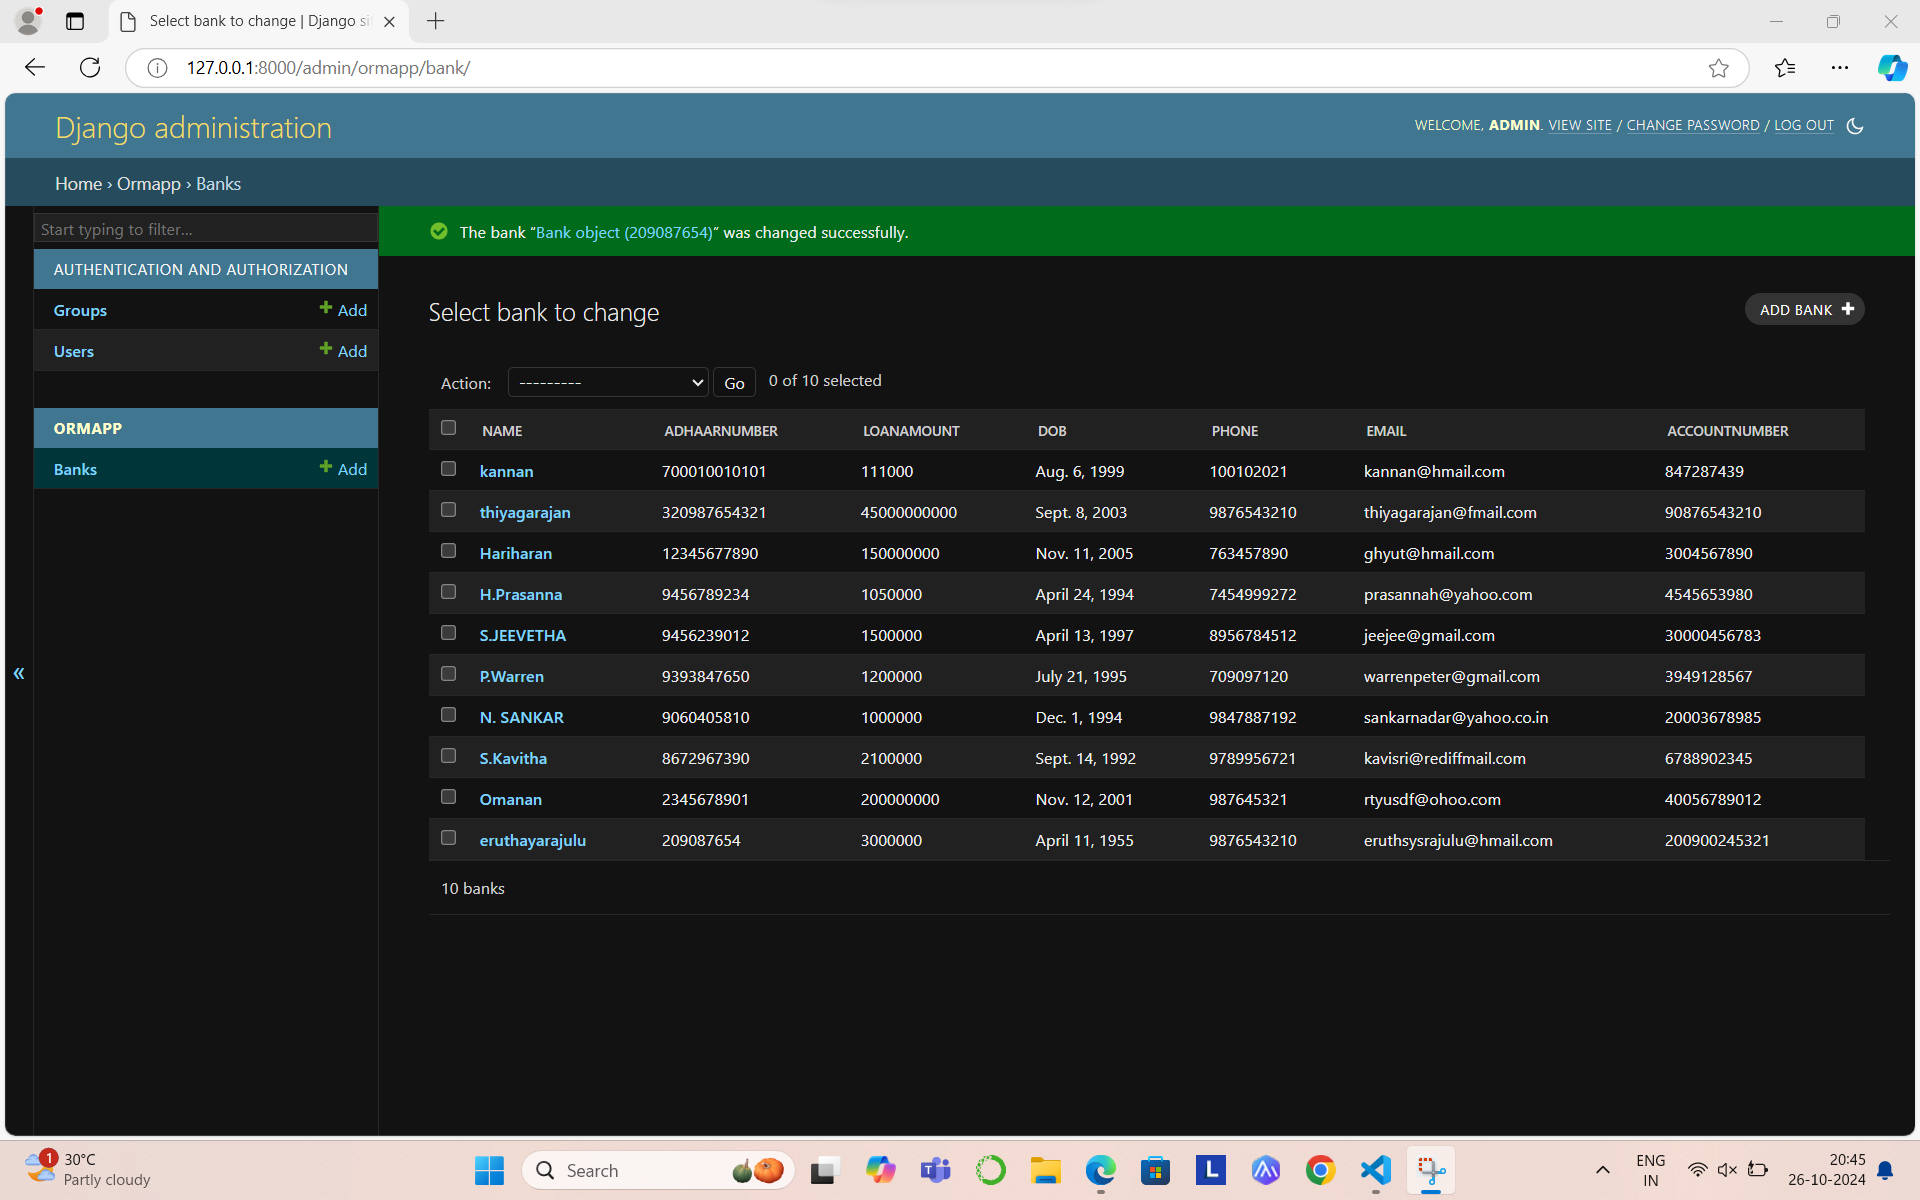 Select bank to change | Django si
127.0.0.1:8000/admin/ormapp/bank/
Django administration
WELCOME, ADMIN. VIEW SITE / CHANGE PASSWORD / LOG OUT
Home › Ormapp › Banks
Start typing to filter...
AUTHENTICATION AND AUTHORIZATION
Groups + Add
Users + Add
ORMAPP
Banks + Add
«
The bank “Bank object (209087654)” was changed successfully.
Select bank to change
ADD BANK +
Action: --------- Go 0 of 10 selected
NAME ADHAARNUMBER LOANAMOUNT DOB PHONE EMAIL ACCOUNTNUMBER
kannan 700010010101 111000 Aug. 6, 1999 100102021 kannan@hmail.com 847287439
thiyagarajan 320987654321 45000000000 Sept. 8, 2003 9876543210 thiyagarajan@fmail.com 90876543210
Hariharan 12345677890 150000000 Nov. 11, 2005 763457890 ghyut@hmail.com 3004567890
H.Prasanna 9456789234 1050000 April 24, 1994 7454999272 prasannah@yahoo.com 4545653980
S.JEEVETHA 9456239012 1500000 April 13, 1997 8956784512 jeejee@gmail.com 30000456783
P.Warren 9393847650 1200000 July 21, 1995 709097120 warrenpeter@gmail.com 3949128567
N. SANKAR 9060405810 1000000 Dec. 1, 1994 9847887192 sankarnadar@yahoo.co.in 20003678985
S.Kavitha 8672967390 2100000 Sept. 14, 1992 9789956721 kavisri@rediffmail.com 6788902345
Omanan 2345678901 200000000 Nov. 12, 2001 987645321 rtyusdf@ohoo.com 40056789012
eruthayarajulu 209087654 3000000 April 11, 1955 9876543210 eruthsysrajulu@hmail.com 200900245321
10 banks
1
30°C
Partly cloudy
Search
L
ENG
IN
20:45
26-10-2024